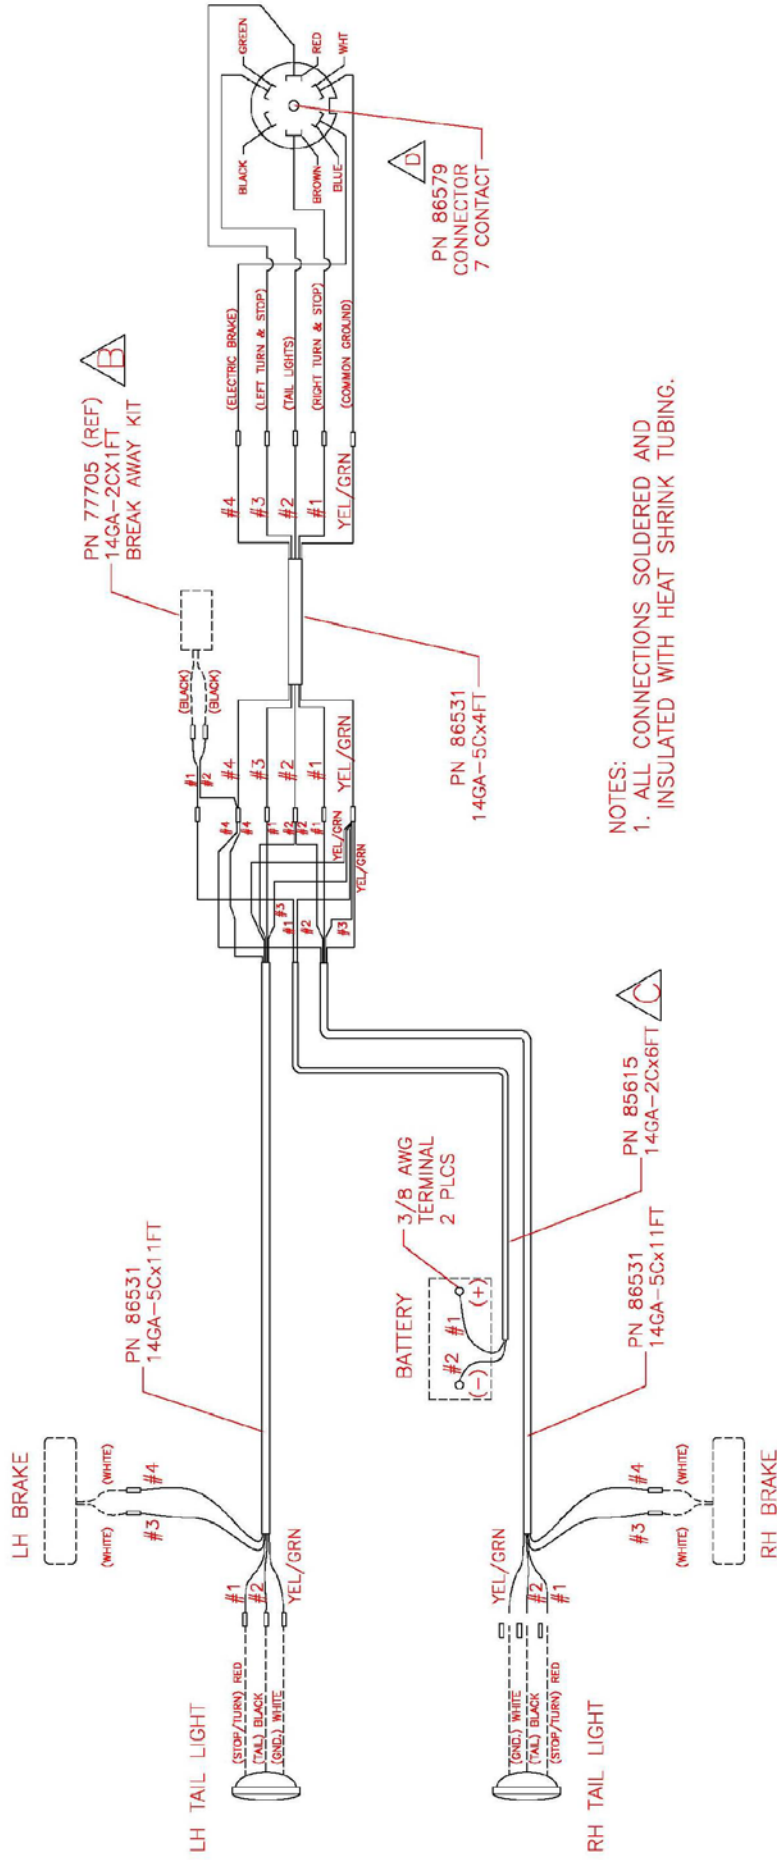 LH BRAKE
(WHITE)
(WHITE)
#3
#4
PN 86531
14GA-5Cx11FT
LH TAIL LIGHT
(STOP/TURN) RED
(TAIL) BLACK
(GND.) WHITE
#1
#2
YEL/GRN
BATTERY
#2
#1
(-)
(+)
3/8 AWG
TERMINAL
2 PLCS
PN 85615
14GA-2Cx6FT
C
PN 86531
14GA-5Cx11FT
RH TAIL LIGHT
(GND.) WHITE
(TAIL) BLACK
(STOP/TURN) RED
YEL/GRN
#2
#1
#3
#4
(WHITE)
(WHITE)
RH BRAKE
PN 77705 (REF)
14GA-2CX1FT
BREAK AWAY KIT
B
(BLACK)
(BLACK)
#1
#2
#4
#4
#1
#2
#2
#1
YEL/GRN
YEL/GRN
#3
#1
#2
#3
#4
#3
#2
#1
YEL/GRN
PN 86531
14GA-5Cx4FT
#4
#3
#2
#1
YEL/GRN
(ELECTRIC BRAKE)
(LEFT TURN & STOP)
(TAIL LIGHTS)
(RIGHT TURN & STOP)
(COMMON GROUND)
BLACK
GREEN
BROWN
RED
BLUE
WHT
D
PN 86579
CONNECTOR
7 CONTACT
NOTES:
1. ALL CONNECTIONS SOLDERED AND
INSULATED WITH HEAT SHRINK TUBING.